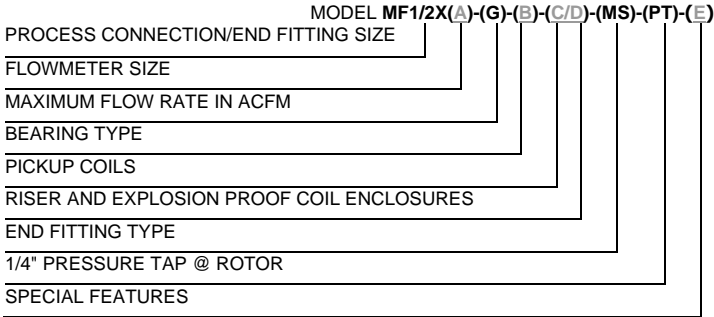 MODEL MF1/2X(A)-(G)-(B)-(C/D)-(MS)-(PT)-(E)
PROCESS CONNECTION/END FITTING SIZE
FLOWMETER SIZE
MAXIMUM FLOW RATE IN ACFM
BEARING TYPE
PICKUP COILS
RISER AND EXPLOSION PROOF COIL ENCLOSURES
END FITTING TYPE
1/4" PRESSURE TAP @ ROTOR
SPECIAL FEATURES